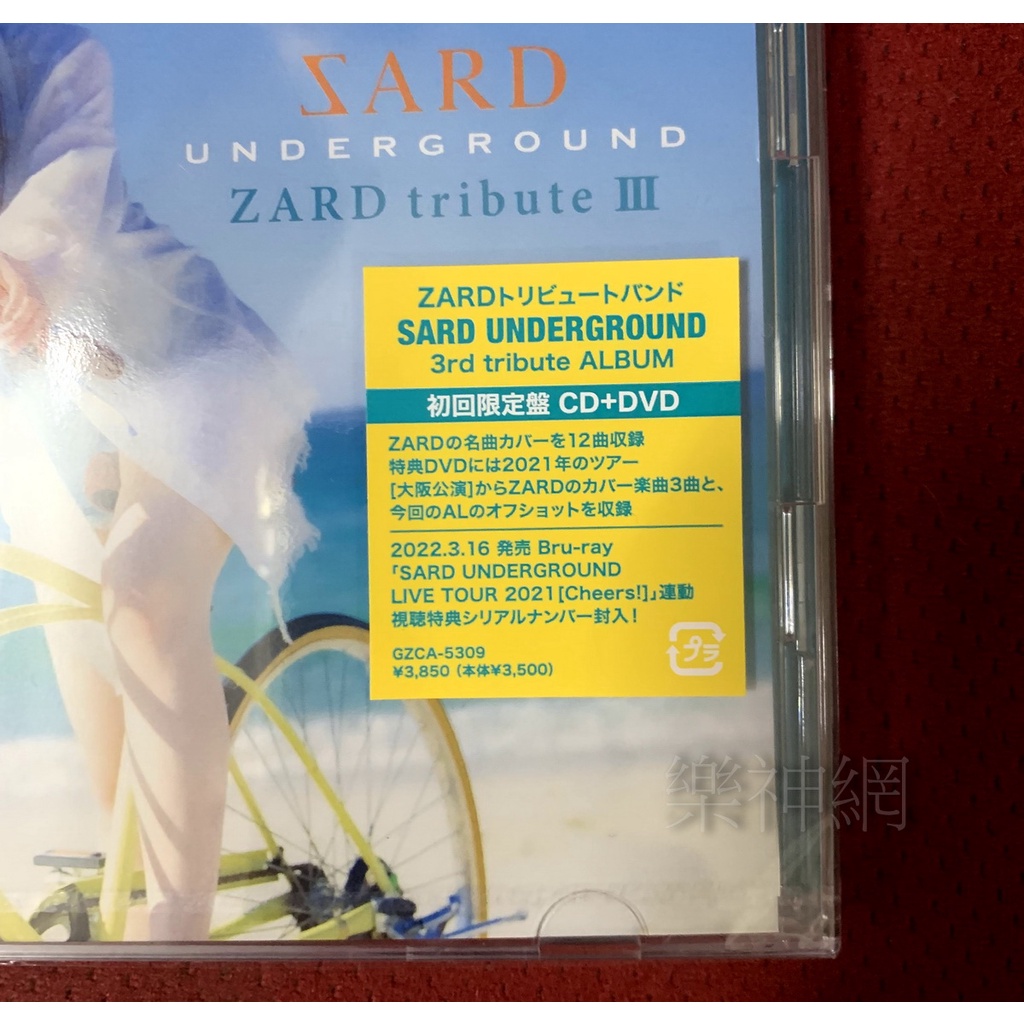 SARD
UNDERGROUND
ZARD tribute III
ZARDトリビュートバンド
SARD UNDERGROUND
3rd tribute ALBUM
初回限定盤 CD+DVD
ZARDの名曲カバーを12曲収録
特典DVDには2021年のツアー
[大阪公演]からZARDのカバー楽曲3曲と、
今回のALのオフショットを収録
2022.3.16 発売 Bru-ray
「SARD UNDERGROUND
LIVE TOUR 2021[Cheers!]」連動
視聴特典シリアルナンバー封入!
GZCA-5309
¥3,850（本体¥3,500）
プラ
樂神網